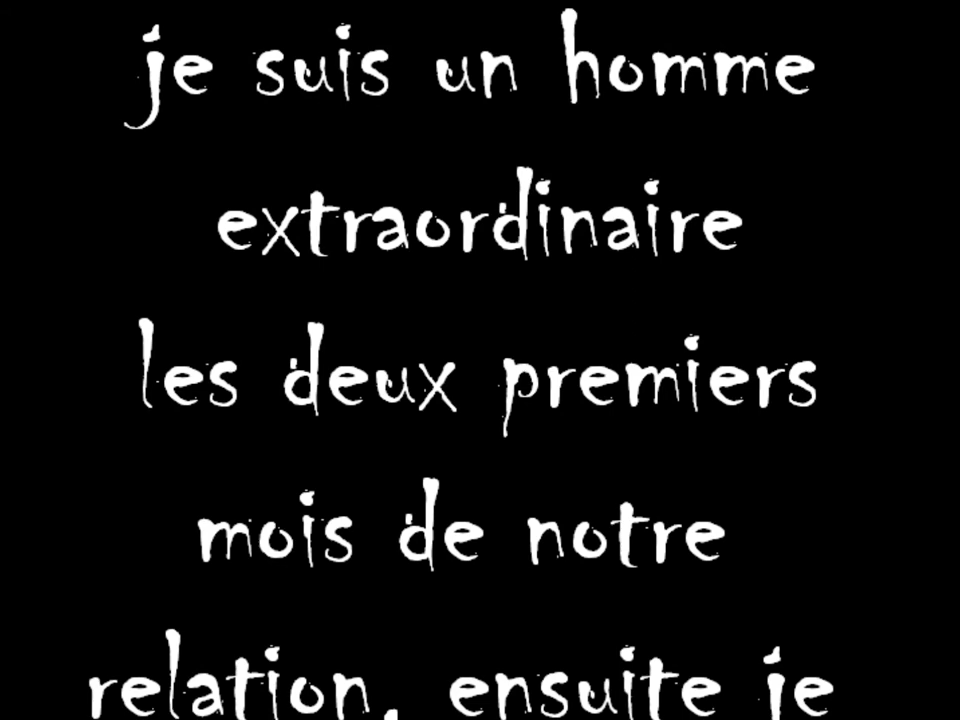 je suis un homme
extraordinaire
les deux premiers
mois de notre
relation, ensuite je